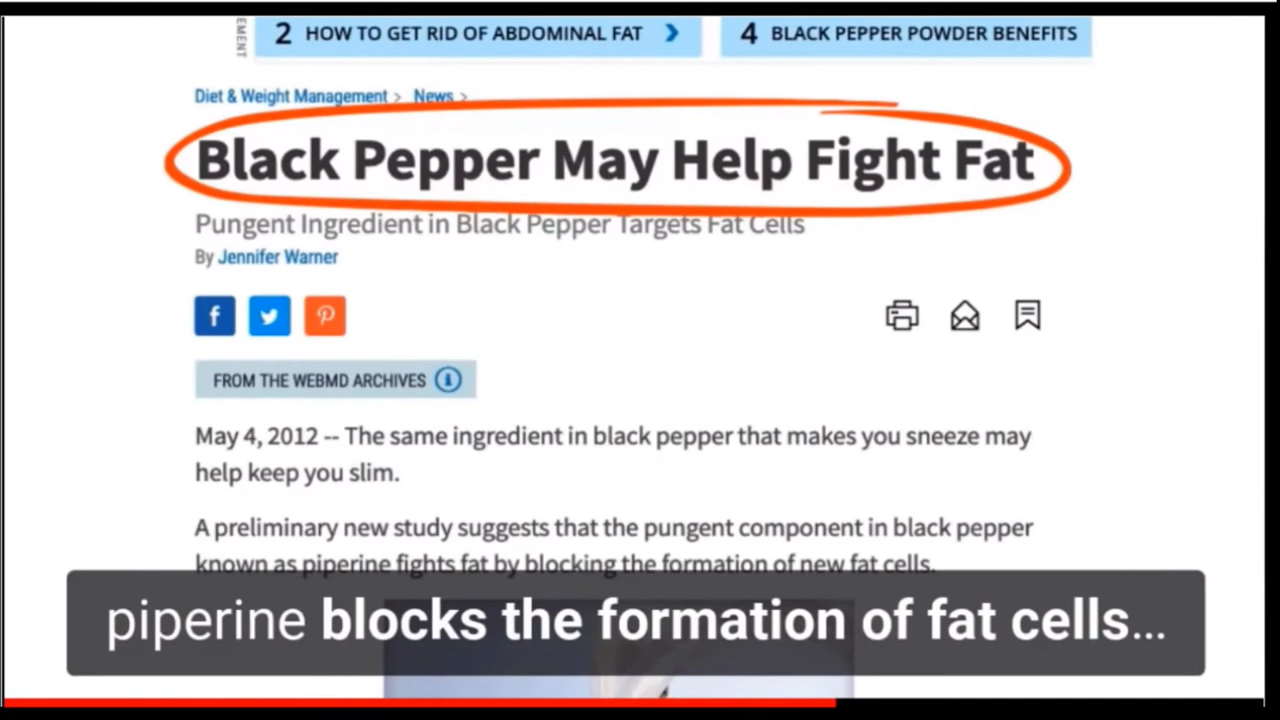 EMENT
2 HOW TO GET RID OF ABDOMINAL FAT
4 BLACK PEPPER POWDER BENEFITS
Diet & Weight Management > News >
Black Pepper May Help Fight Fat
Pungent Ingredient in Black Pepper Targets Fat Cells
By Jennifer Warner
FROM THE WEBMD ARCHIVES
May 4, 2012 -- The same ingredient in black pepper that makes you sneeze may
help keep you slim.
A preliminary new study suggests that the pungent component in black pepper
known as piperine fights fat by blocking the formation of new fat cells.
piperine blocks the formation of fat cells...